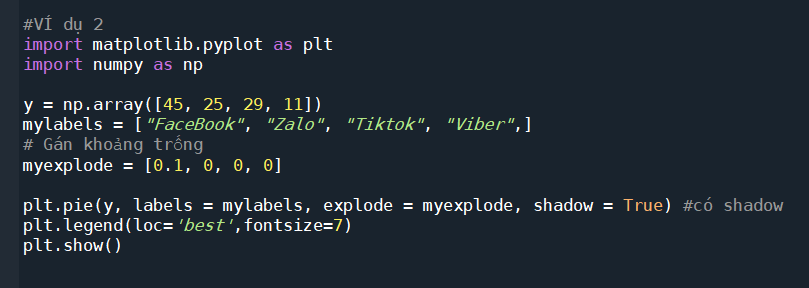 #VÍ dụ 2
import matplotlib.pyplot as plt
import numpy as np
y = np.array([45, 25, 29, 11])
mylabels = ["FaceBook", "Zalo", "Tiktok", "Viber",]
# Gán khoảng trống
myexplode = [0.1, 0, 0, 0]
plt.pie(y, labels = mylabels, explode = myexplode, shadow = True) #có shadow
plt.legend(loc='best',fontsize=7)
plt.show()